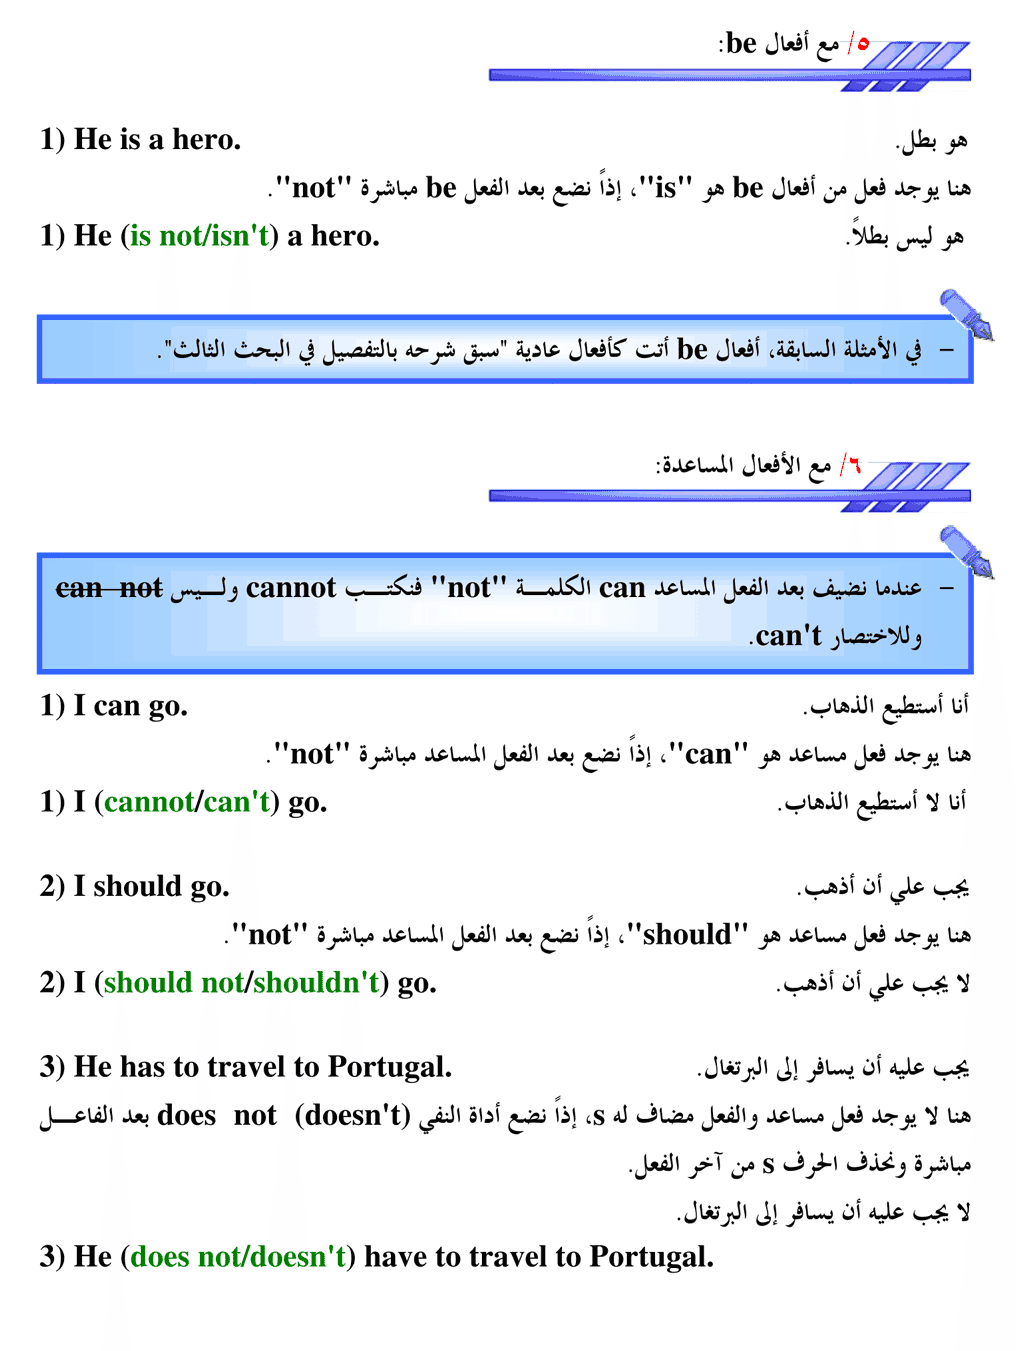 ٥/ مع أفعال be:
1) He is a hero. هو بطل.
هنا يوجد فعل من أفعال be هو "is"، إذاً نضع بعد الفعل be مباشرة "not".
1) He (is not/isn't) a hero. هو ليس بطلاً.
– في الأمثلة السابقة، أفعال be أتت كأفعال عادية "سبق شرحه بالتفصيل في البحث الثالث".
٦/ مع الأفعال المساعدة:
– عندما نضيف بعد الفعل المساعد can الكلمـــة "not" فنكتـــب cannot ولـــيس can not
وللاختصار can't.
1) I can go. أنا أستطيع الذهاب.
هنا يوجد فعل مساعد هو "can"، إذاً نضع بعد الفعل المساعد مباشرة "not".
1) I (cannot/can't) go. أنا لا أستطيع الذهاب.
2) I should go. يجب علي أن أذهب.
هنا يوجد فعل مساعد هو "should"، إذاً نضع بعد الفعل المساعد مباشرة "not".
2) I (should not/shouldn't) go. لا يجب علي أن أذهب.
3) He has to travel to Portugal. يجب عليه أن يسافر إلى البرتغال.
هنا لا يوجد فعل مساعد والفعل مضاف له s، إذاً نضع أداة النفي does not (doesn't) بعد الفاعـــل
مباشرة ونحذف الحرف s من آخر الفعل.
لا يجب عليه أن يسافر إلى البرتغال.
3) He (does not/doesn't) have to travel to Portugal.